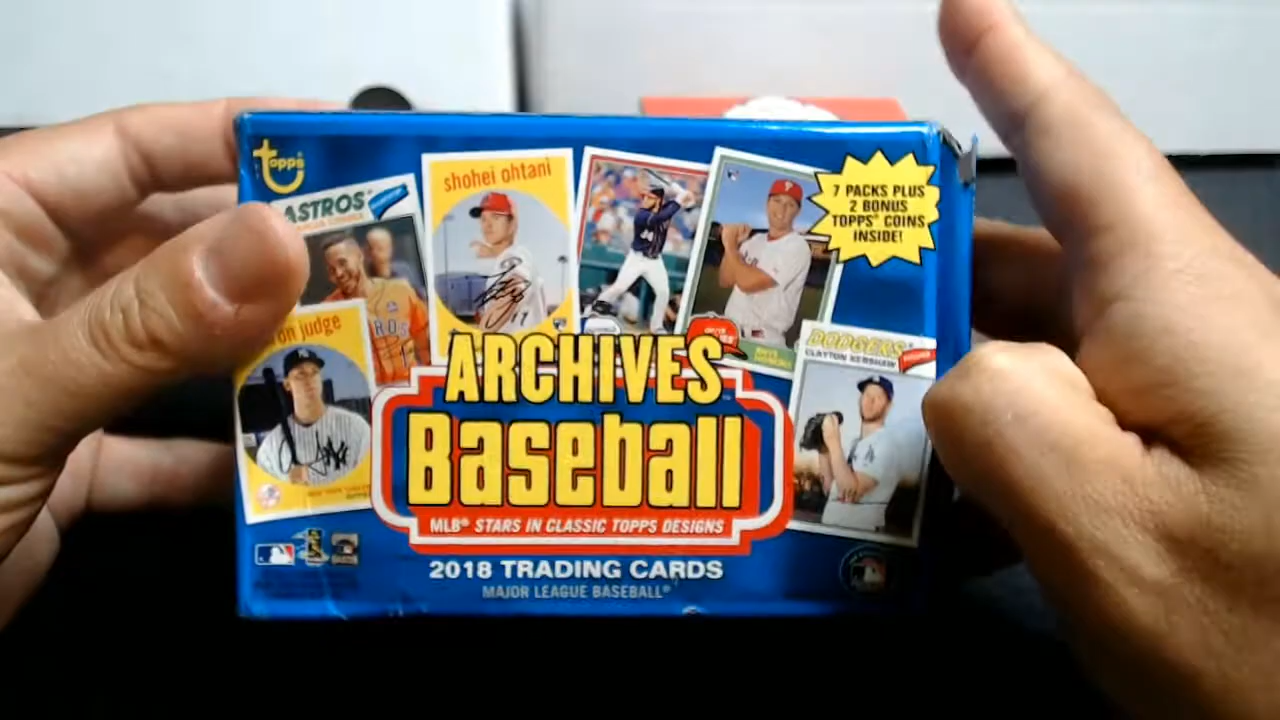 topps
ASTROS
shohei ohtani
17
7 PACKS PLUS
2 BONUS
TOPPS® COINS
INSIDE!
judge
DODGERS
CLAYTON KERSHAW
ARCHIVES
Baseball
MLB® STARS IN CLASSIC TOPPS DESIGNS
2018 TRADING CARDS
MAJOR LEAGUE BASEBALL®